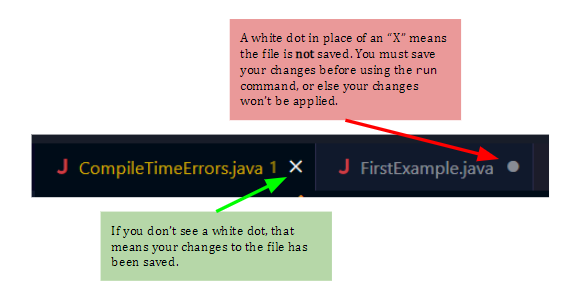 A white dot in place of an “X” means
the file is not saved. You must save
your changes before using the run
command, or else your changes
won't be applied.
J CompileTimeErrors.java 1 ✕ J FirstExample.java ●
If you don't see a white dot, that
means your changes to the file has
been saved.